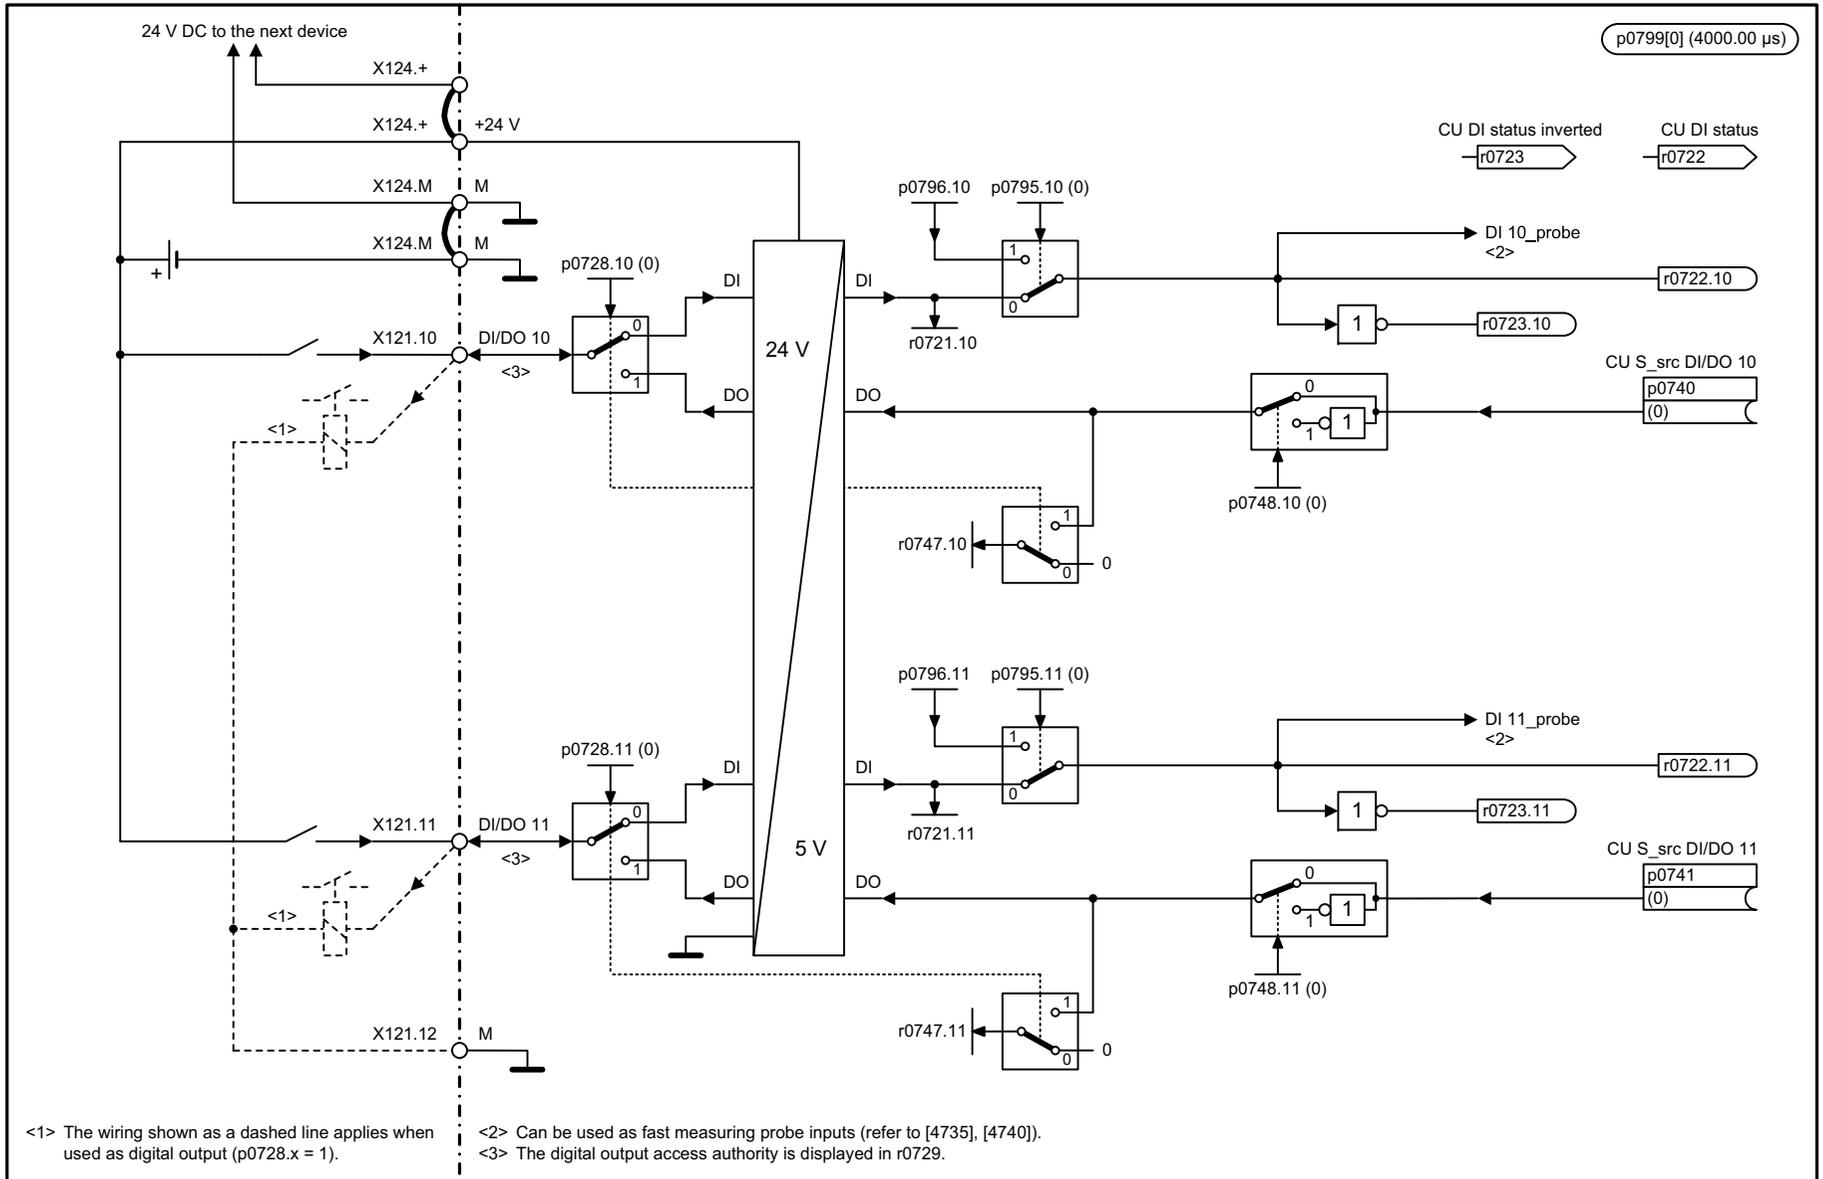 24 V DC to the next device
p0799[0] (4000.00 µs)
X124.+
X124.+ +24 V
CU DI status inverted CU DI status
r0723 r0722
X124.M M
p0796.10 p0795.10 (0)
X124.M M
+
DI 10_probe
<2>
p0728.10 (0)
1
0
r0722.10
DI DI
r0721.10
1
r0723.10
X121.10 DI/DO 10
<3>
0
1
24 V
CU S_src DI/DO 10
p0740
(0)
DO DO
0
1
1
p0748.10 (0)
<1>
r0747.10
1
0
0
p0796.11 p0795.11 (0)
DI 11_probe
<2>
p0728.11 (0)
1
0
r0722.11
DI DI
r0721.11
1
r0723.11
X121.11 DI/DO 11
<3>
0
1
5 V
CU S_src DI/DO 11
p0741
(0)
DO DO
0
1
1
p0748.11 (0)
<1>
r0747.11
1
0
0
X121.12 M
<1> The wiring shown as a dashed line applies when
used as digital output (p0728.x = 1).
<2> Can be used as fast measuring probe inputs (refer to [4735], [4740]).
<3> The digital output access authority is displayed in r0729.